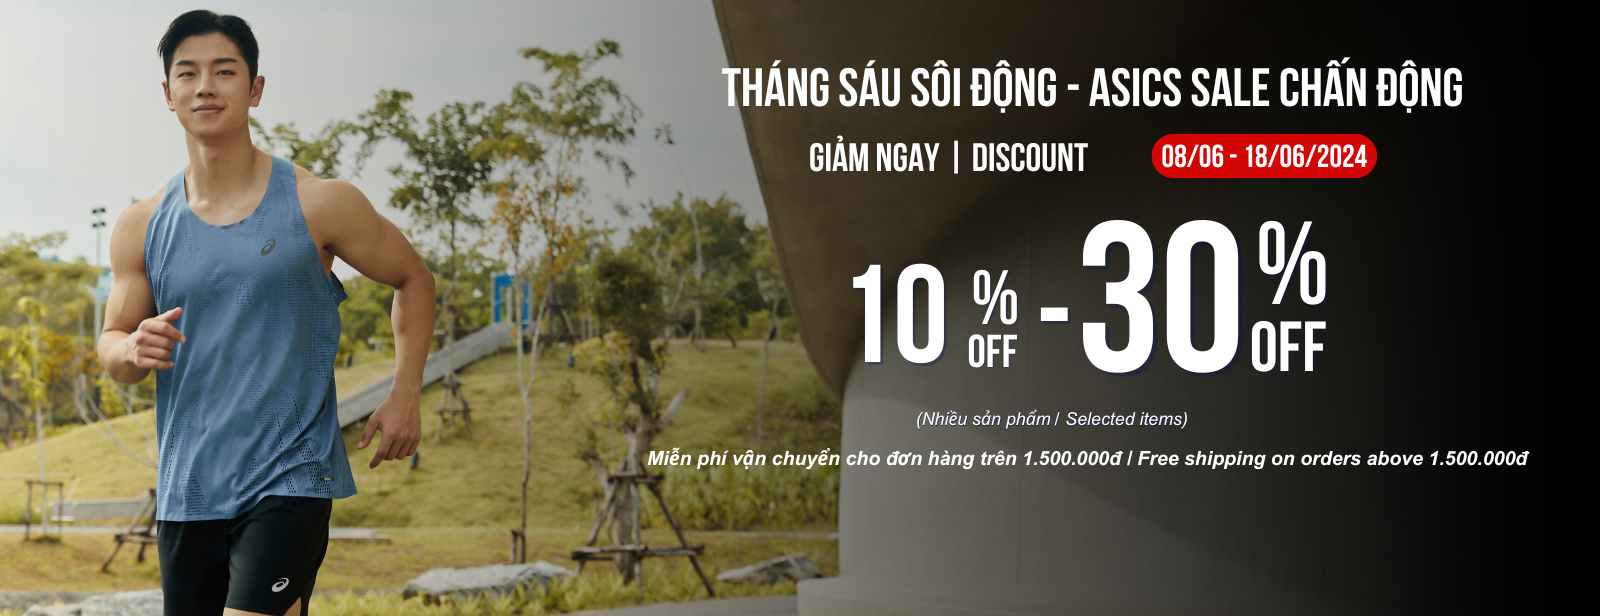 THÁNG SÁU SÔI ĐỘNG - ASICS SALE CHẤN ĐỘNG
GIẢM NGAY | DISCOUNT 08/06 - 18/06/2024
10% OFF - 30% OFF
(Nhiều sản phẩm / Selected items)
Miễn phí vận chuyển cho đơn hàng trên 1.500.000đ / Free shipping on orders above 1.500.000đ